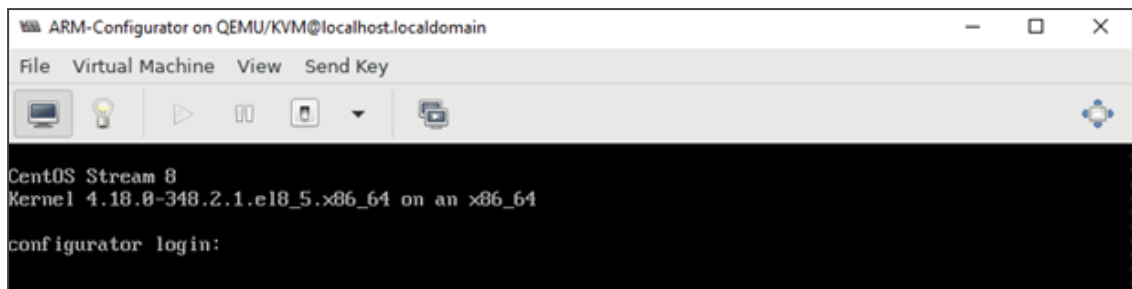 ARM-Configurator on QEMU/KVM@localhost.localdomain
File Virtual Machine View Send Key
CentOS Stream 8
Kernel 4.18.0-348.2.1.el8_5.x86_64 on an x86_64
configurator login: